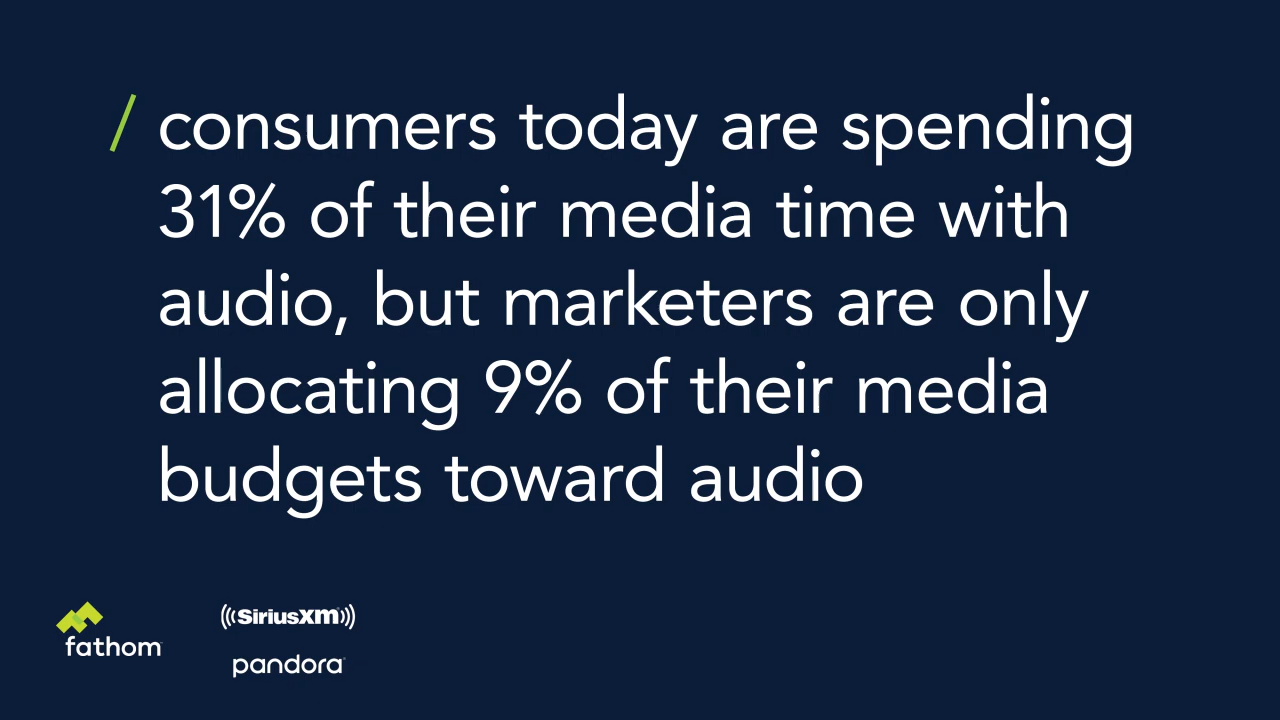 / consumers today are spending
31% of their media time with
audio, but marketers are only
allocating 9% of their media
budgets toward audio
fathom
SiriusXM
pandora